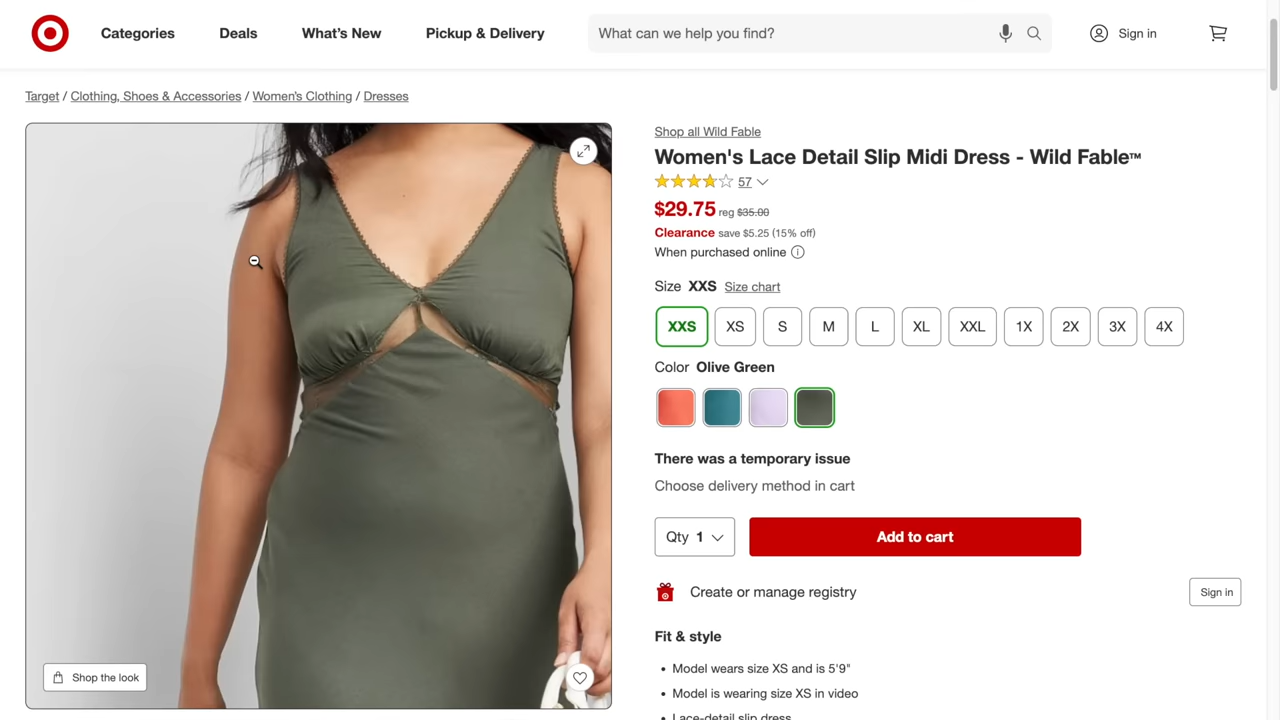 Categories
Deals
What's New
Pickup & Delivery
What can we help you find?
Sign in
Target / Clothing, Shoes & Accessories / Women's Clothing / Dresses
Shop all Wild Fable
Women's Lace Detail Slip Midi Dress - Wild Fable™
57
$29.75 reg $35.00
Clearance save $5.25 (15% off)
When purchased online
Size XXS Size chart
XXS XS S M L XL XXL 1X 2X 3X 4X
Color Olive Green
There was a temporary issue
Choose delivery method in cart
Qty 1
Add to cart
Create or manage registry
Sign in
Fit & style
• Model wears size XS and is 5'9"
• Model is wearing size XS in video
• Lace-detail slip dress
Shop the look